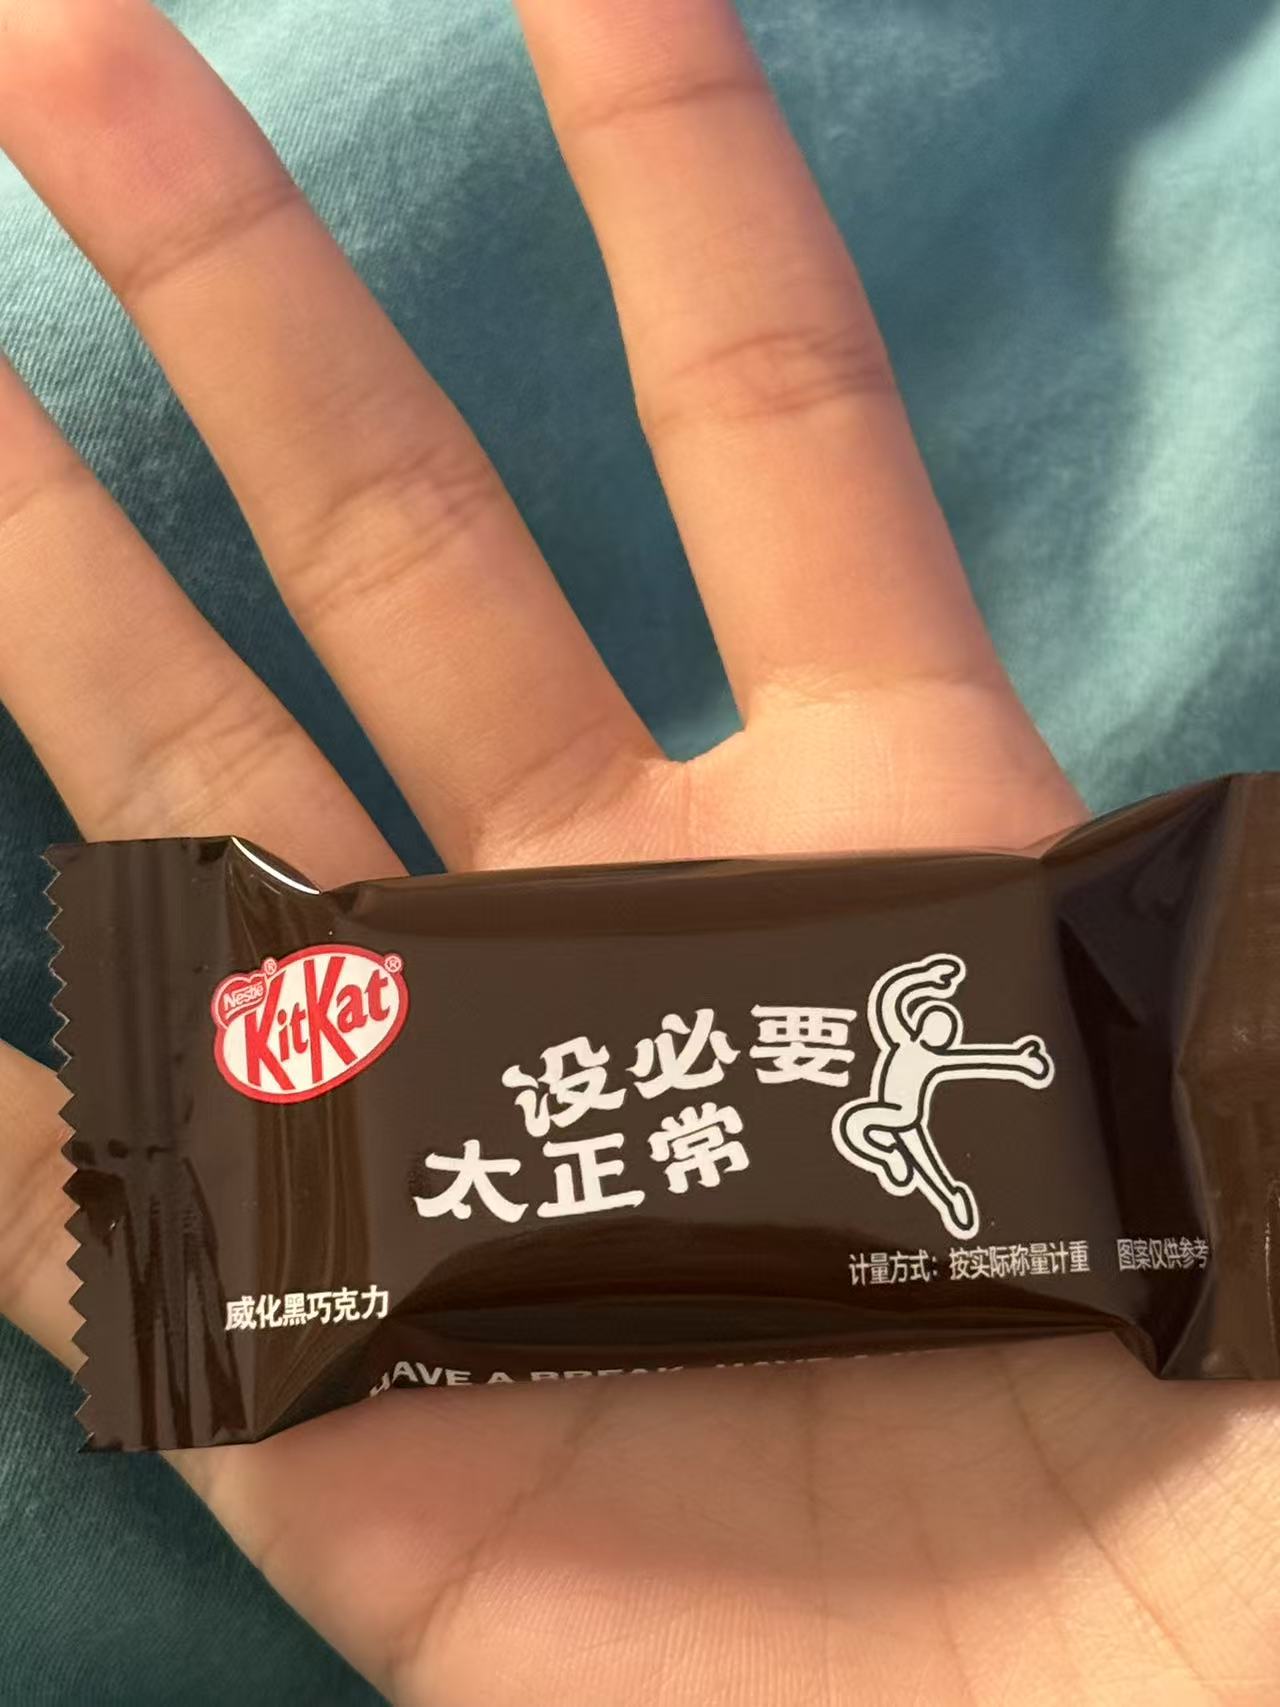 Nestlé
KitKat
没必要
太正常
计量方式：按实际称量计重 图案仅供参考
威化黑巧克力
HAVE A BREAK, HAVE A